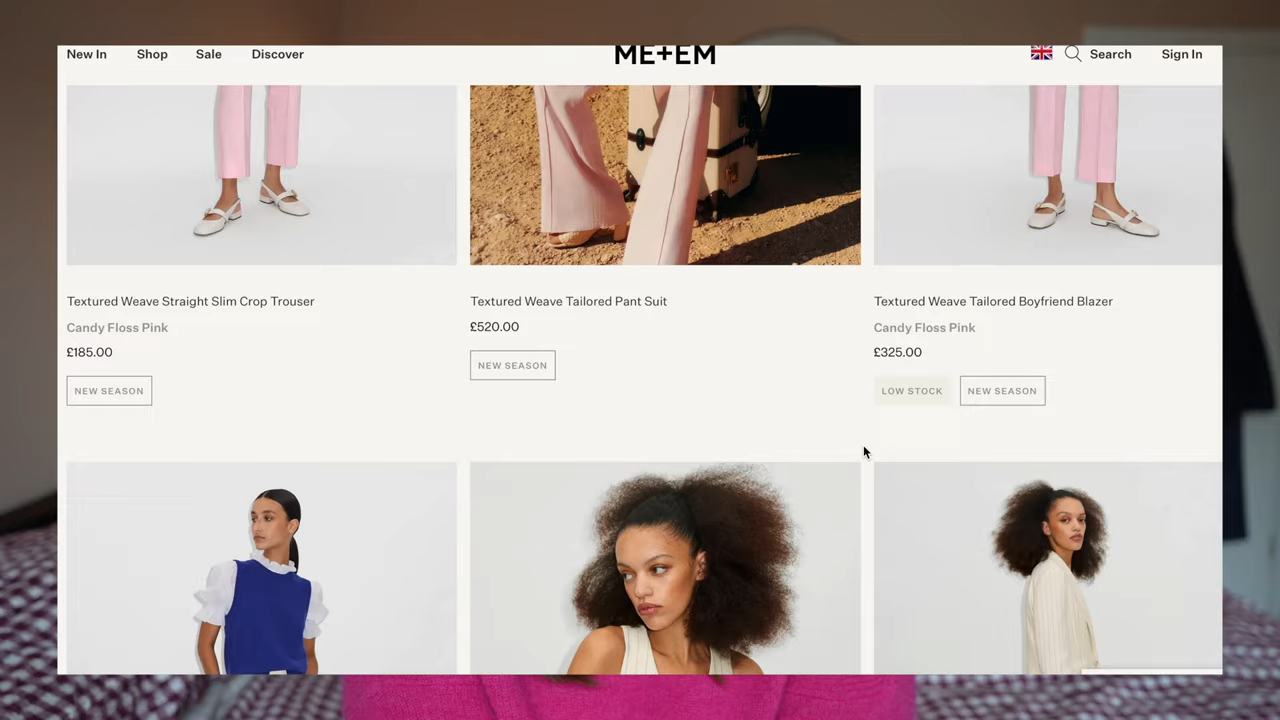 New In Shop Sale Discover ME+EM Search Sign In
Textured Weave Straight Slim Crop Trouser
Candy Floss Pink
£185.00
NEW SEASON
Textured Weave Tailored Pant Suit
£520.00
NEW SEASON
Textured Weave Tailored Boyfriend Blazer
Candy Floss Pink
£325.00
LOW STOCK NEW SEASON